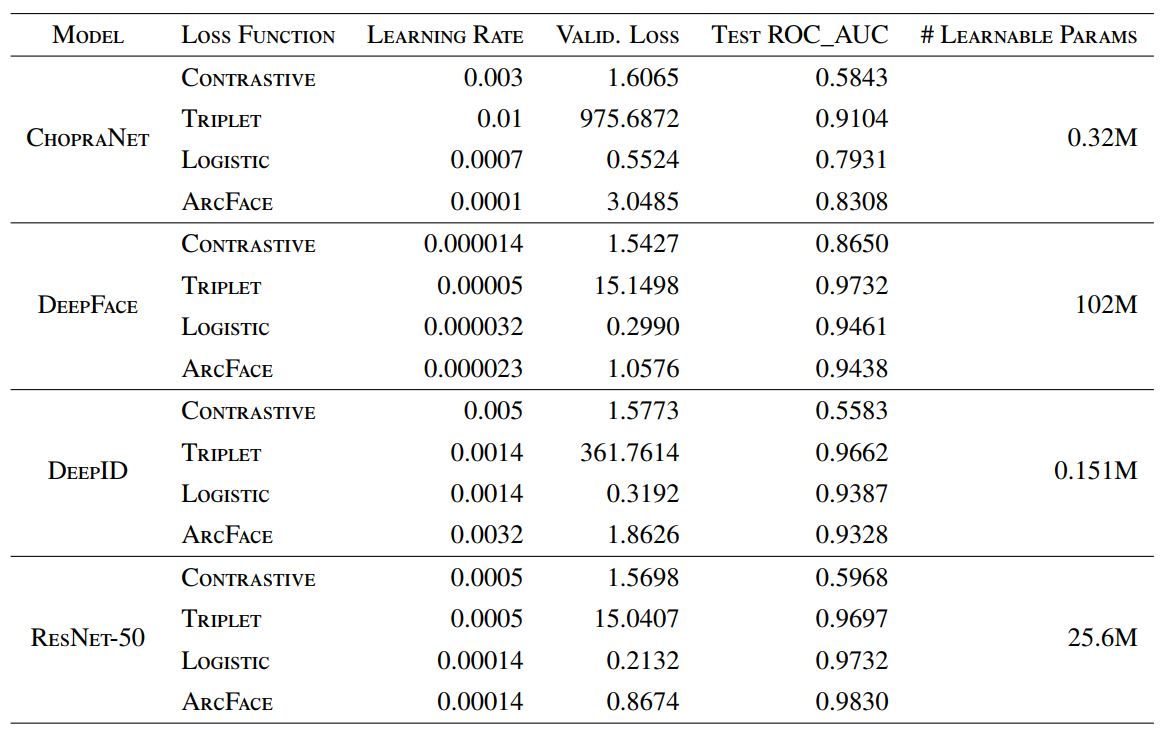 Model Loss Function Learning Rate Valid. Loss Test ROC_AUC # Learnable Params
Contrastive 0.003 1.6065 0.5843
Triplet 0.01 975.6872 0.9104
ChopraNet 0.32M
Logistic 0.0007 0.5524 0.7931
ArcFace 0.0001 3.0485 0.8308
Contrastive 0.000014 1.5427 0.8650
Triplet 0.00005 15.1498 0.9732
DeepFace 102M
Logistic 0.000032 0.2990 0.9461
ArcFace 0.000023 1.0576 0.9438
Contrastive 0.005 1.5773 0.5583
Triplet 0.0014 361.7614 0.9662
DeepID 0.151M
Logistic 0.0014 0.3192 0.9387
ArcFace 0.0032 1.8626 0.9328
Contrastive 0.0005 1.5698 0.5968
Triplet 0.0005 15.0407 0.9697
ResNet-50 25.6M
Logistic 0.00014 0.2132 0.9732
ArcFace 0.00014 0.8674 0.9830